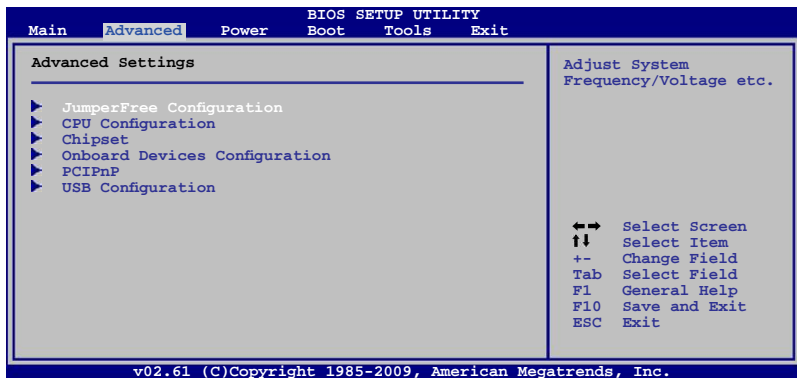 BIOS SETUP UTILITY
Main Advanced Power Boot Tools Exit
Advanced Settings
JumperFree Configuration
CPU Configuration
Chipset
Onboard Devices Configuration
PCIPnP
USB Configuration
Adjust System
Frequency/Voltage etc.
←→ Select Screen
↑↓ Select Item
+- Change Field
Tab Select Field
F1 General Help
F10 Save and Exit
ESC Exit
v02.61 (C)Copyright 1985-2009, American Megatrends, Inc.